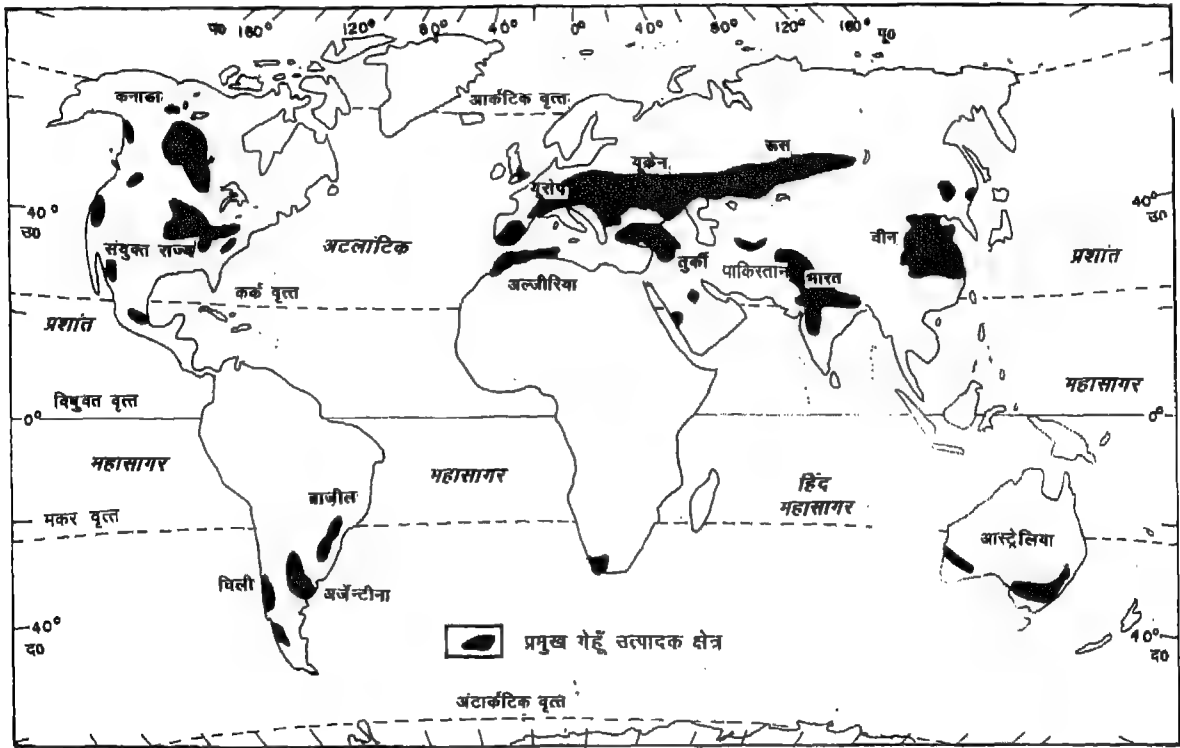 प० 160° 120° 80° 40° 0° 40° 80° 120° 160° पू०
कनाडा
आर्कटिक वृत्त
रूस
यूक्रेन
यूरोप
40°
उ०
40°
उ०
संयुक्त राज्य
अटलांटिक
चीन
प्रशांत
तुर्की
पाकिस्तान
भारत
अल्जीरिया
कर्क वृत्त
प्रशांत
महासागर
विषुवत वृत्त
0°
0°
महासागर
महासागर
हिंद
महासागर
ब्राज़ील
मकर वृत्त
आस्ट्रेलिया
चिली
अर्जेन्टीना
40°
द०
40°
द०
प्रमुख गेहूँ उत्पादक क्षेत्र
अंटार्कटिक वृत्त